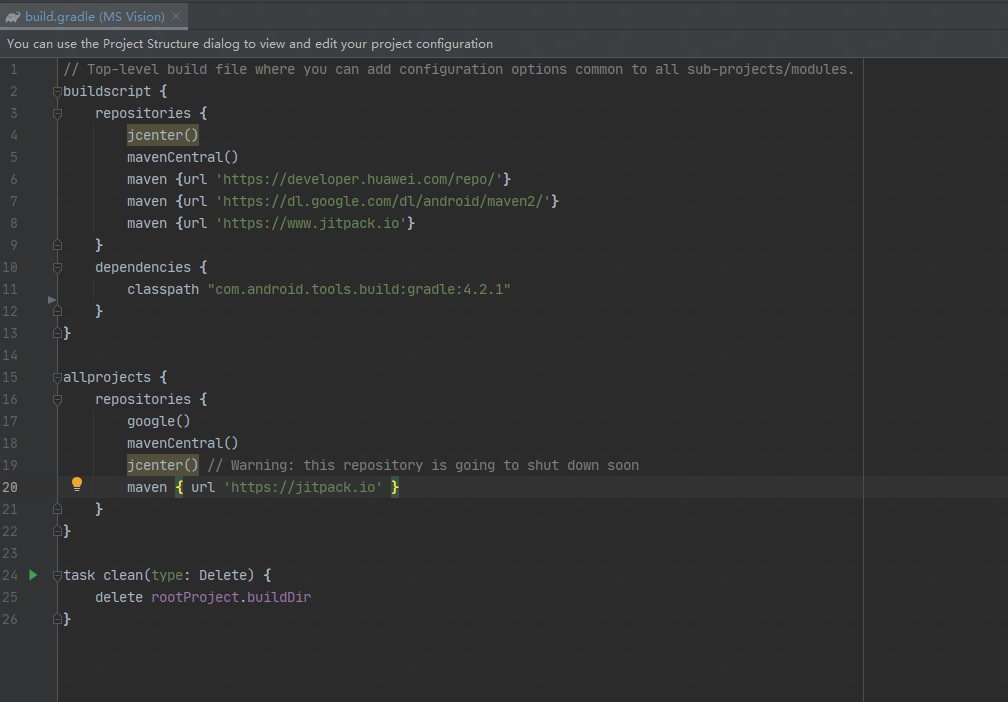 build.gradle (MS Vision)
You can use the Project Structure dialog to view and edit your project configuration
1 // Top-level build file where you can add configuration options common to all sub-projects/modules.
2 buildscript {
3     repositories {
4         jcenter()
5         mavenCentral()
6         maven {url 'https://developer.huawei.com/repo/'}
7         maven {url 'https://dl.google.com/dl/android/maven2/'}
8         maven {url 'https://www.jitpack.io'}
9     }
10     dependencies {
11         classpath "com.android.tools.build:gradle:4.2.1"
12     }
13 }
14
15 allprojects {
16     repositories {
17         google()
18         mavenCentral()
19         jcenter() // Warning: this repository is going to shut down soon
20         maven { url 'https://jitpack.io' }
21     }
22 }
23
24 task clean(type: Delete) {
25     delete rootProject.buildDir
26 }